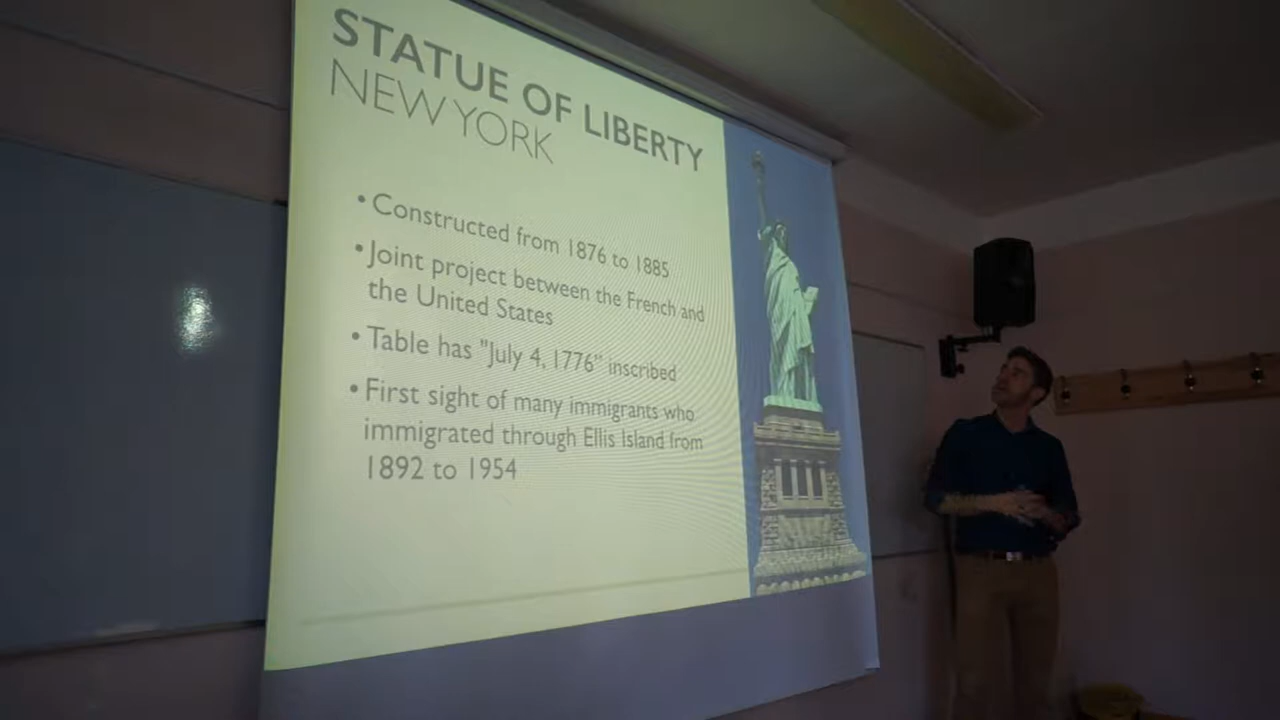 STATUE OF LIBERTY
NEW YORK
• Constructed from 1876 to 1885
• Joint project between the French and
the United States
• Table has "July 4, 1776" inscribed
• First sight of many immigrants who
immigrated through Ellis Island from
1892 to 1954